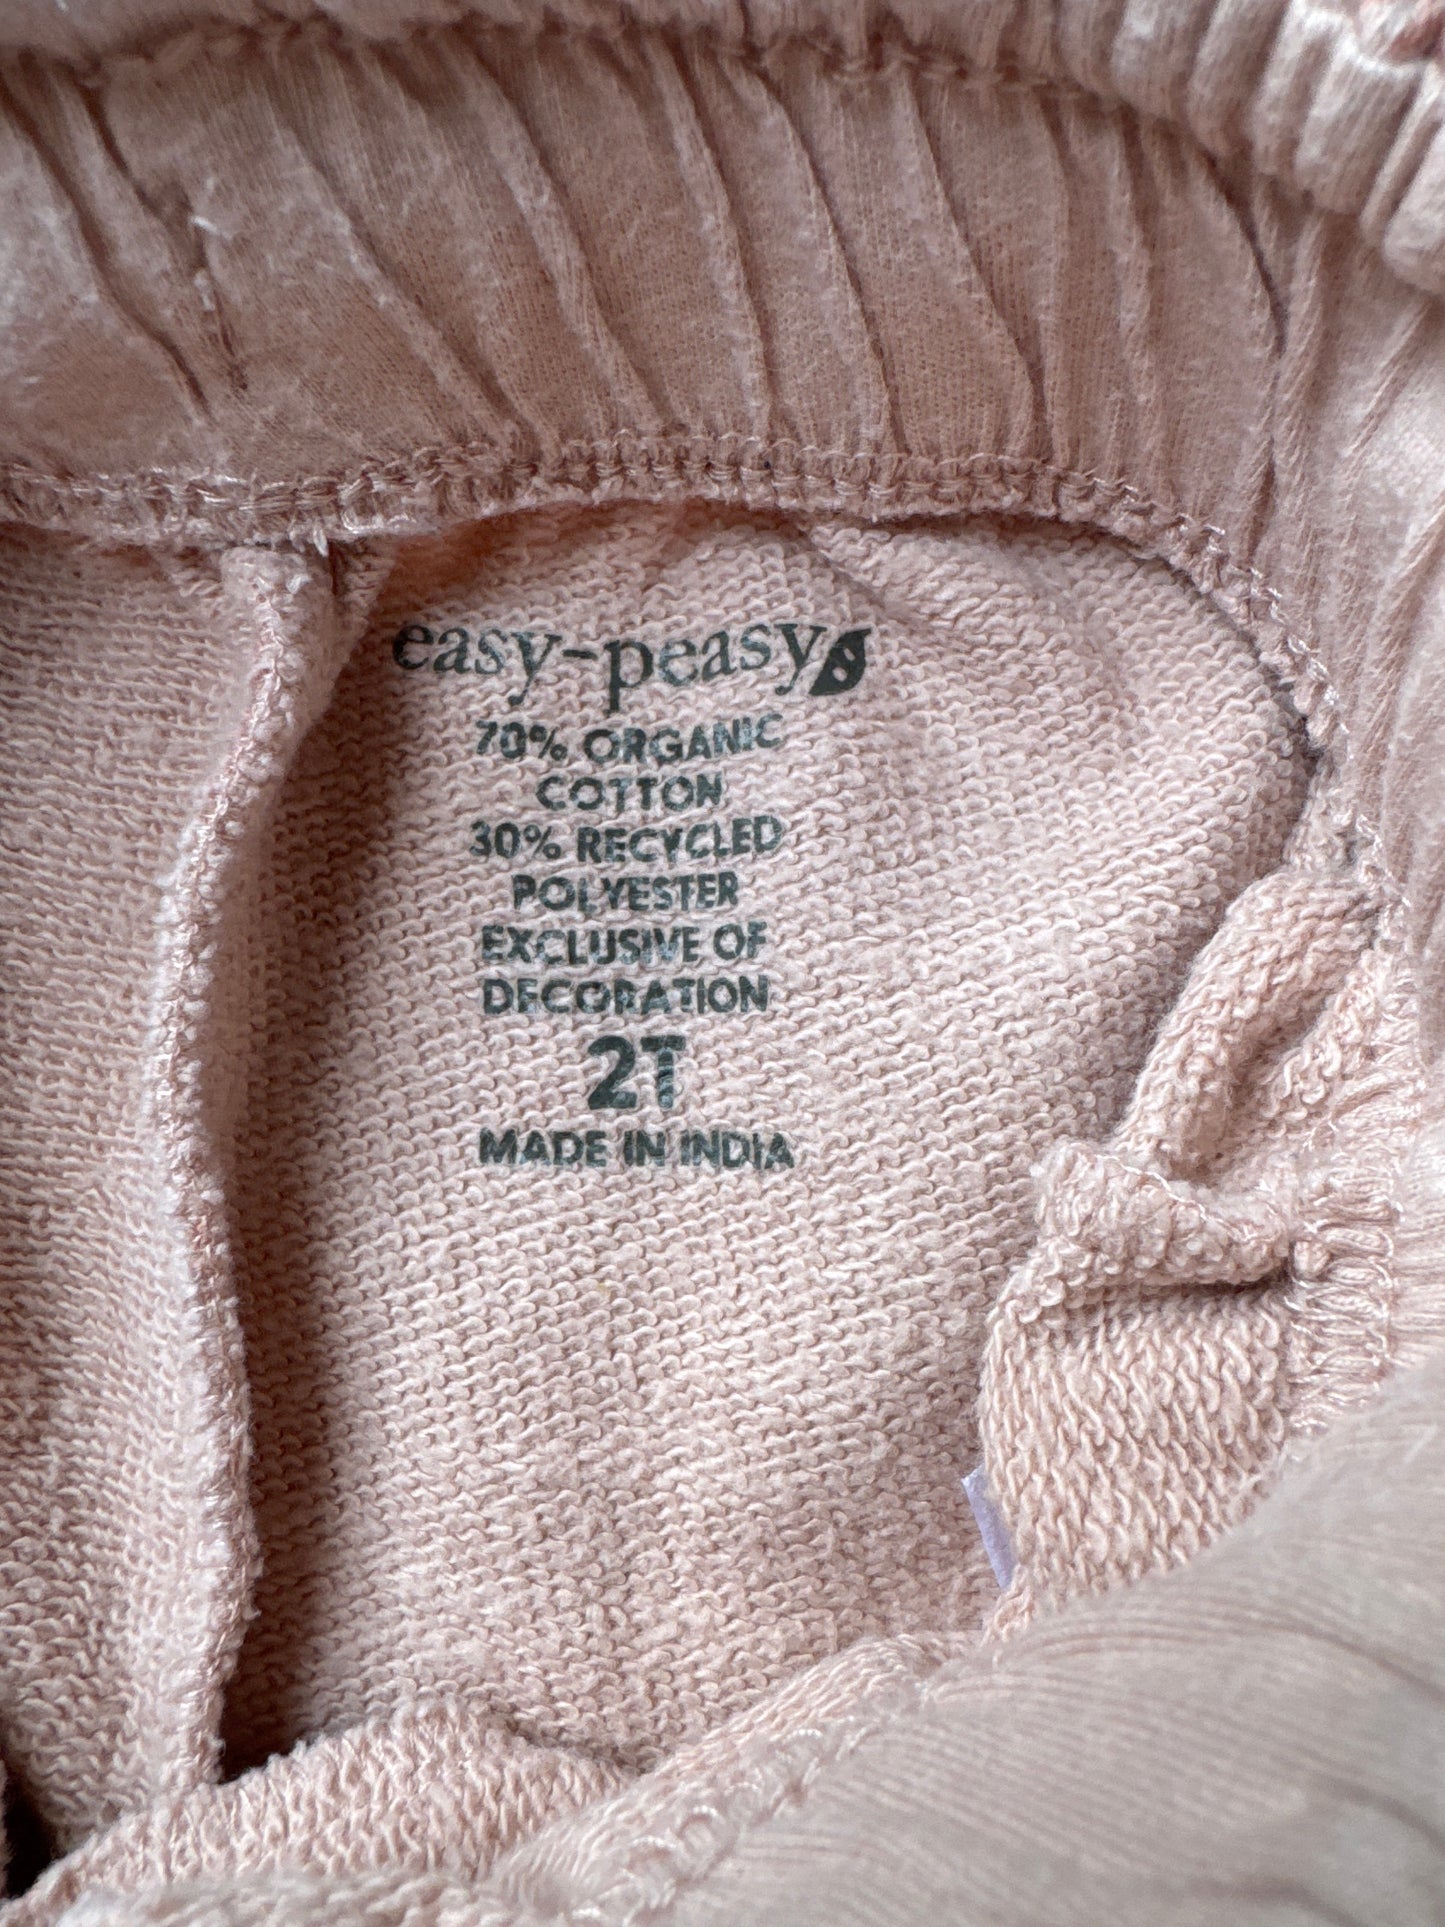 easy-peasy
70% ORGANIC
COTTON
30% RECYCLED
POLYESTER
EXCLUSIVE OF
DECORATION
2T
MADE IN INDIA